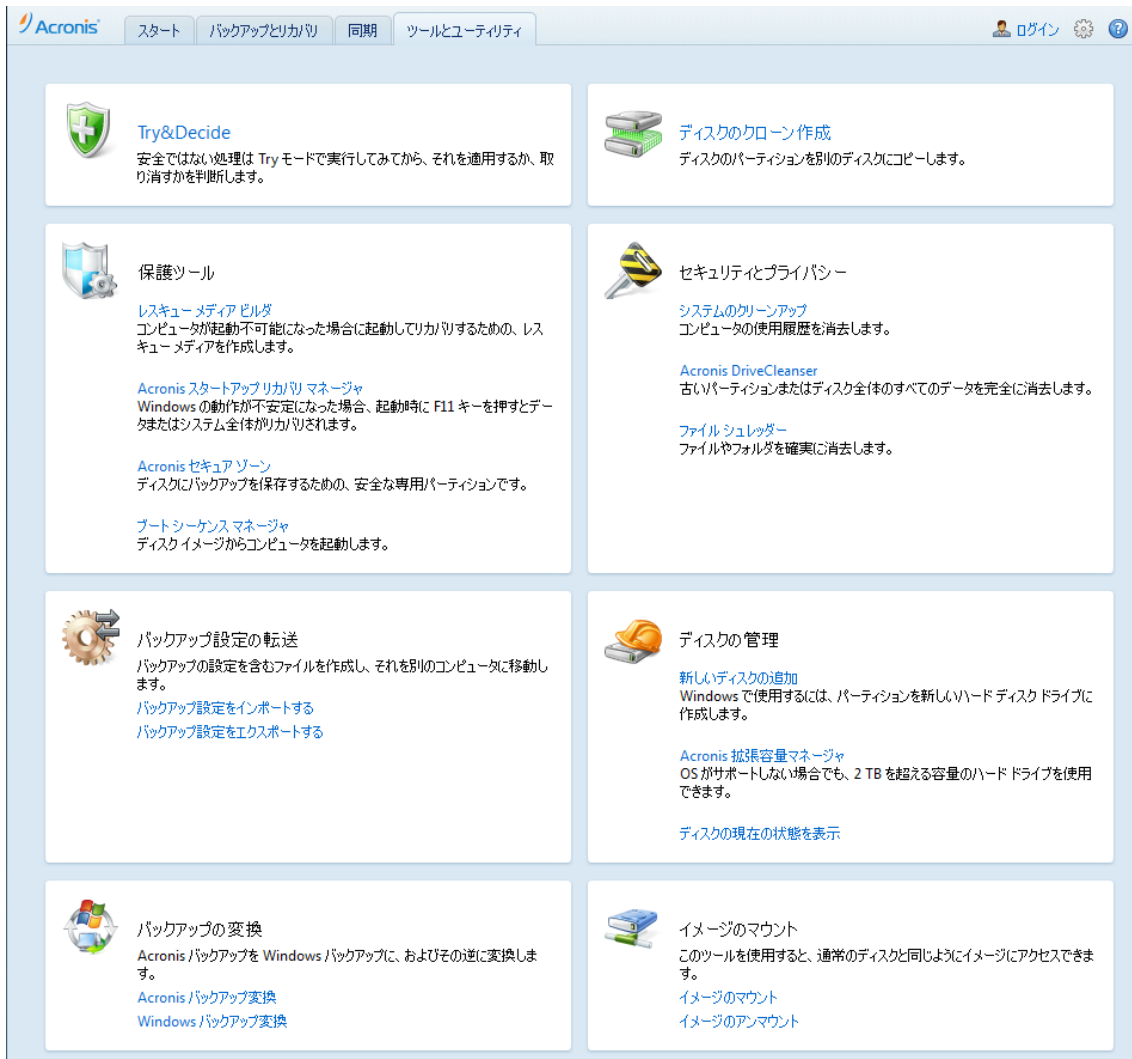 Acronis
スタート
バックアップとリカバリ
同期
ツールとユーティリティ
ログイン
Try&Decide
安全ではない処理は Try モードで実行してみてから、それを適用するか、取
り消すかを判断します。
ディスクのクローン作成
ディスクのパーティションを別のディスクにコピーします。
保護ツール
レスキュー メディア ビルダ
コンピュータが起動不可能になった場合に起動してリカバリするための、レス
キュー メディアを作成します。
Acronis スタートアップ リカバリ マネージャ
Windows の動作が不安定になった場合、起動時に F11 キーを押すとデー
タまたはシステム全体がリカバリされます。
Acronis セキュア ゾーン
ディスクにバックアップを保存するための、安全な専用パーティションです。
ブート シーケンス マネージャ
ディスク イメージからコンピュータを起動します。
セキュリティとプライバシー
システムのクリーンアップ
コンピュータの使用履歴を消去します。
Acronis DriveCleanser
古いパーティションまたはディスク全体のすべてのデータを完全に消去します。
ファイル シュレッダー
ファイルやフォルダを確実に消去します。
バックアップ設定の転送
バックアップの設定を含むファイルを作成し、それを別のコンピュータに移動し
ます。
バックアップ設定をインポートする
バックアップ設定をエクスポートする
ディスクの管理
新しいディスクの追加
Windows で使用するには、パーティションを新しいハード ディスク ドライブに
作成します。
Acronis 拡張容量マネージャ
OS がサポートしない場合でも、2 TB を超える容量のハード ドライブを使用
できます。
ディスクの現在の状態を表示
バックアップの変換
Acronis バックアップを Windows バックアップに、およびその逆に変換しま
す。
Acronis バックアップ変換
Windows バックアップ変換
イメージのマウント
このツールを使用すると、通常のディスクと同じようにイメージにアクセスできま
す。
イメージのマウント
イメージのアンマウント